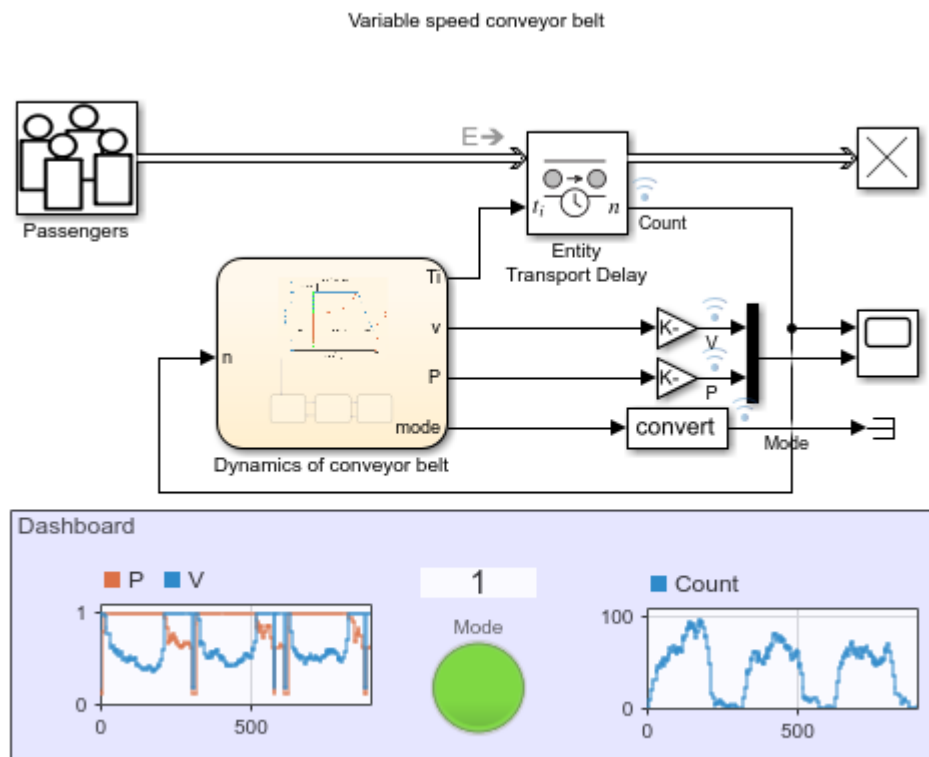 Variable speed conveyor belt
E
Passengers
t_i n
Count
Entity
Transport Delay
Ti
v
n
P
mode
K-
V
K-
P
convert
Mode
Dynamics of conveyor belt
Dashboard
P V
1
Count
1
Mode
100
0
0 500
0
0 500